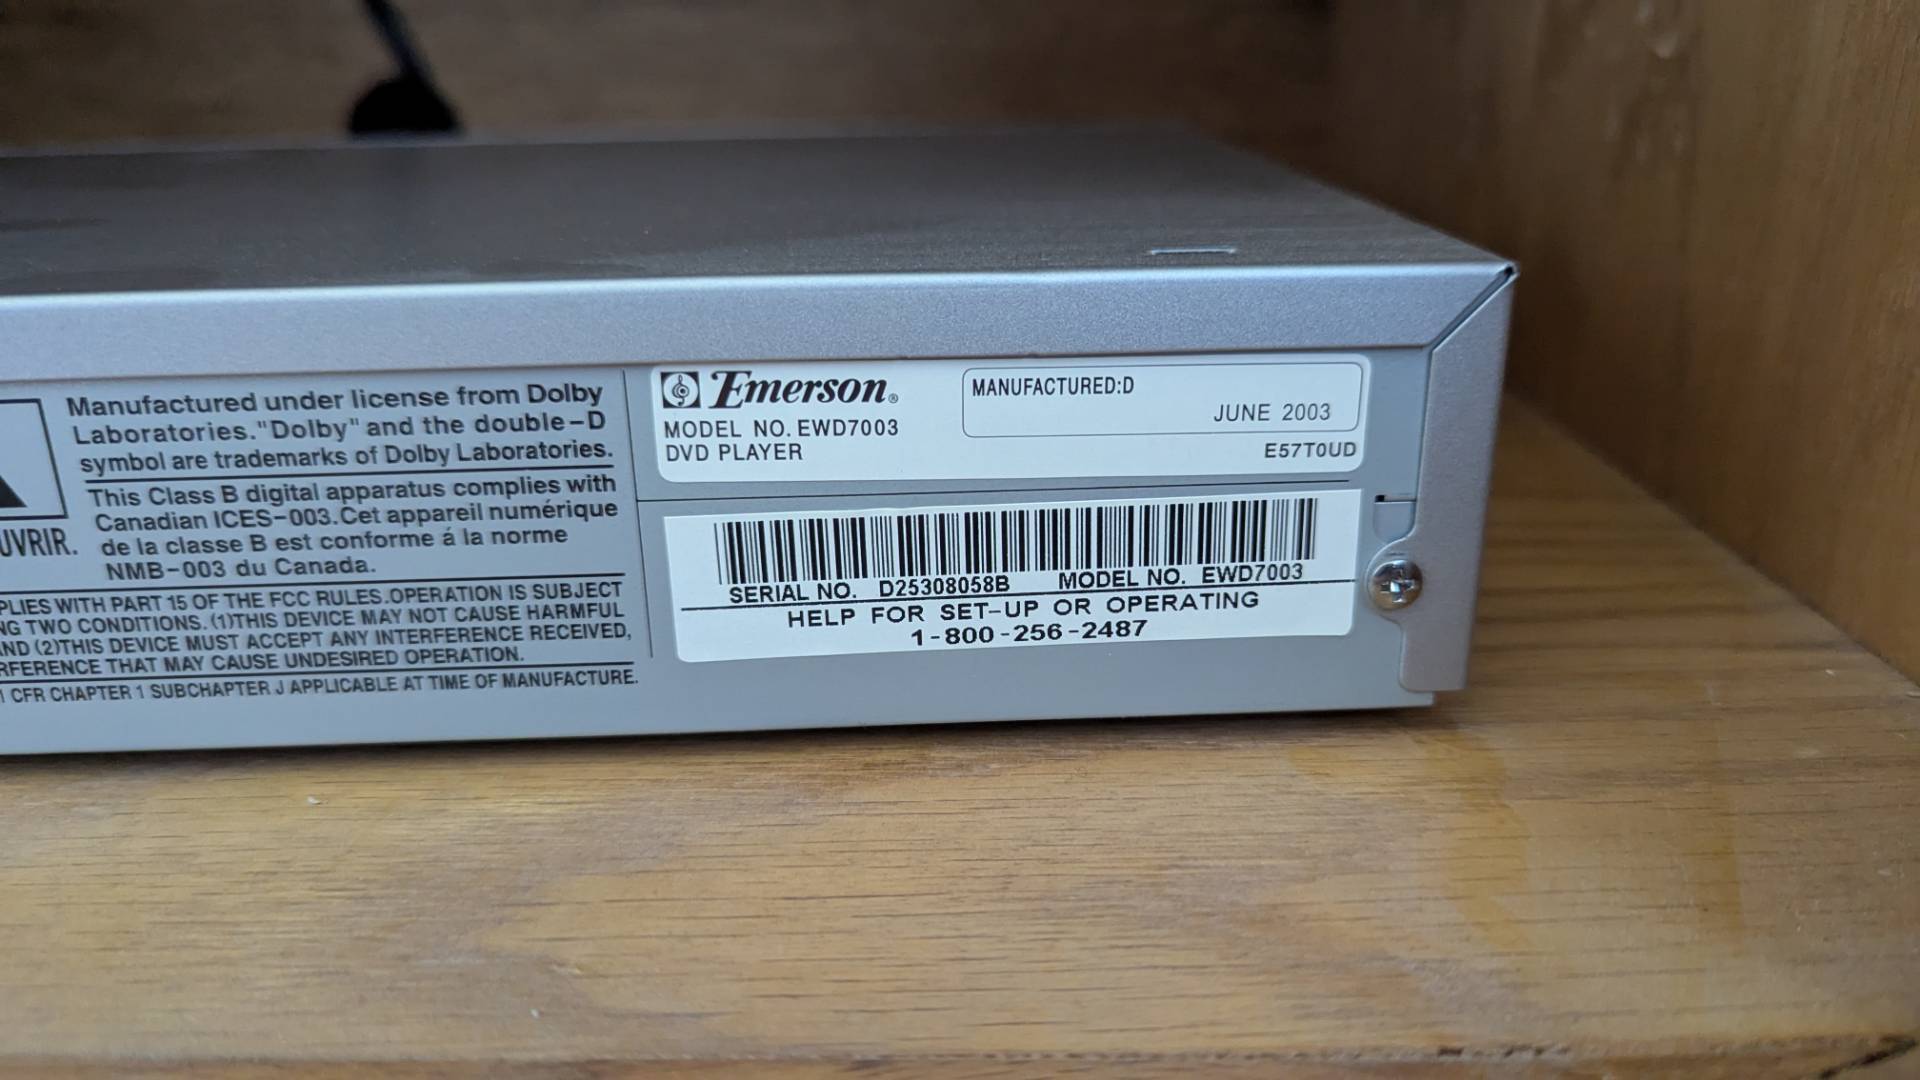 UVRIR.
Manufactured under license from Dolby
Laboratories."Dolby" and the double-D
symbol are trademarks of Dolby Laboratories.
This Class B digital apparatus complies with
Canadian ICES-003.Cet appareil numérique
de la classe B est conforme á la norme
NMB-003 du Canada.
PLIES WITH PART 15 OF THE FCC RULES.OPERATION IS SUBJECT
NG TWO CONDITIONS. (1)THIS DEVICE MAY NOT CAUSE HARMFUL
ND (2)THIS DEVICE MUST ACCEPT ANY INTERFERENCE RECEIVED,
RFERENCE THAT MAY CAUSE UNDESIRED OPERATION.
1 CFR CHAPTER 1 SUBCHAPTER J APPLICABLE AT TIME OF MANUFACTURE.
Emerson®
MODEL NO. EWD7003
DVD PLAYER
MANUFACTURED:D
JUNE 2003
E57T0UD
SERIAL NO. D25308058B MODEL NO. EWD7003
HELP FOR SET-UP OR OPERATING
1-800-256-2487